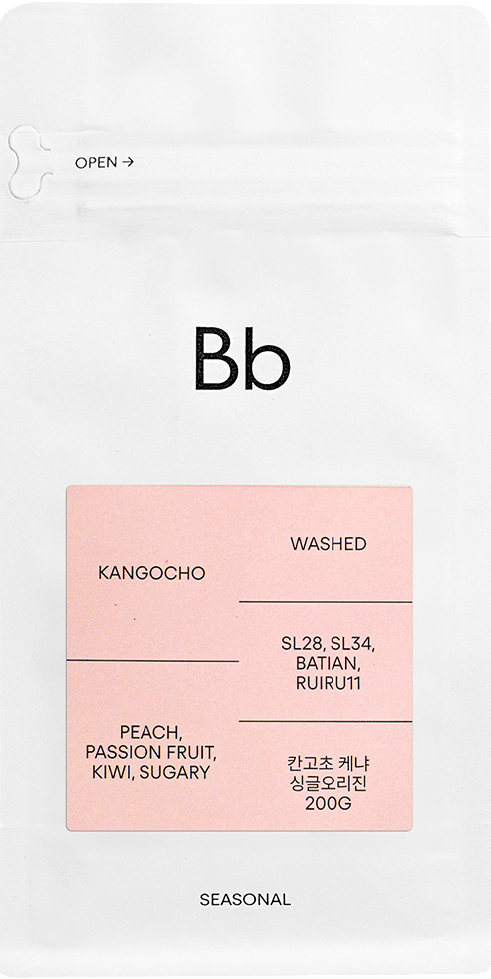 OPEN →
Bb
KANGOCHO
PEACH,
PASSION FRUIT,
KIWI, SUGARY
WASHED
SL28, SL34,
BATIAN,
RUIRU11
칸고초 케냐
싱글오리진
200G
SEASONAL